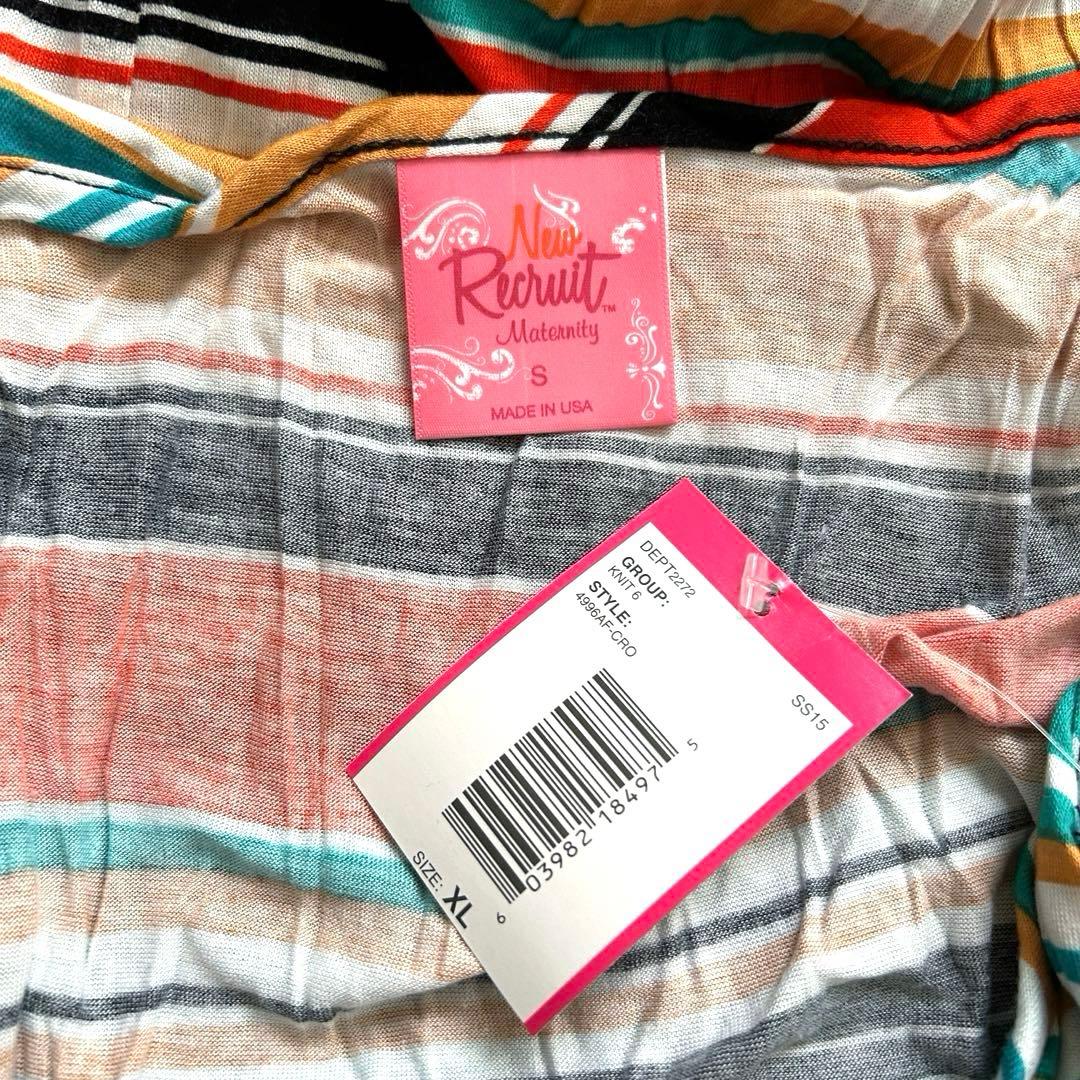 New
Recruit™
Maternity
S
MADE IN USA
DEPT2272
GROUP:
KNIT 6
STYLE:
4996AF-CRO
SS15
6 03982 18497 5
SIZE: XL